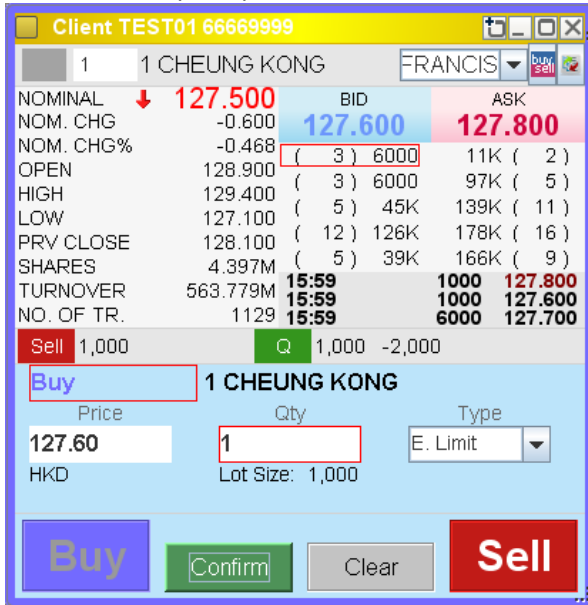 Client TEST01 66669999
1 1 CHEUNG KONG FRANCIS buy sell
NOMINAL 127.500 BID ASK
NOM. CHG -0.600 127.600 127.800
NOM. CHG% -0.468 ( 3 ) 6000 11K ( 2 )
OPEN 128.900 ( 3 ) 6000 97K ( 5 )
HIGH 129.400 ( 5 ) 45K 139K ( 11 )
LOW 127.100 ( 12 ) 126K 178K ( 16 )
PRV CLOSE 128.100 ( 5 ) 39K 166K ( 9 )
SHARES 4.397M 15:59 1000 127.800
TURNOVER 563.779M 15:59 1000 127.600
NO. OF TR. 1129 15:59 6000 127.700
Sell 1,000 Q 1,000 -2,000
Buy 1 CHEUNG KONG
Price Qty Type
127.60 1 E. Limit
HKD Lot Size: 1,000
Buy Confirm Clear Sell